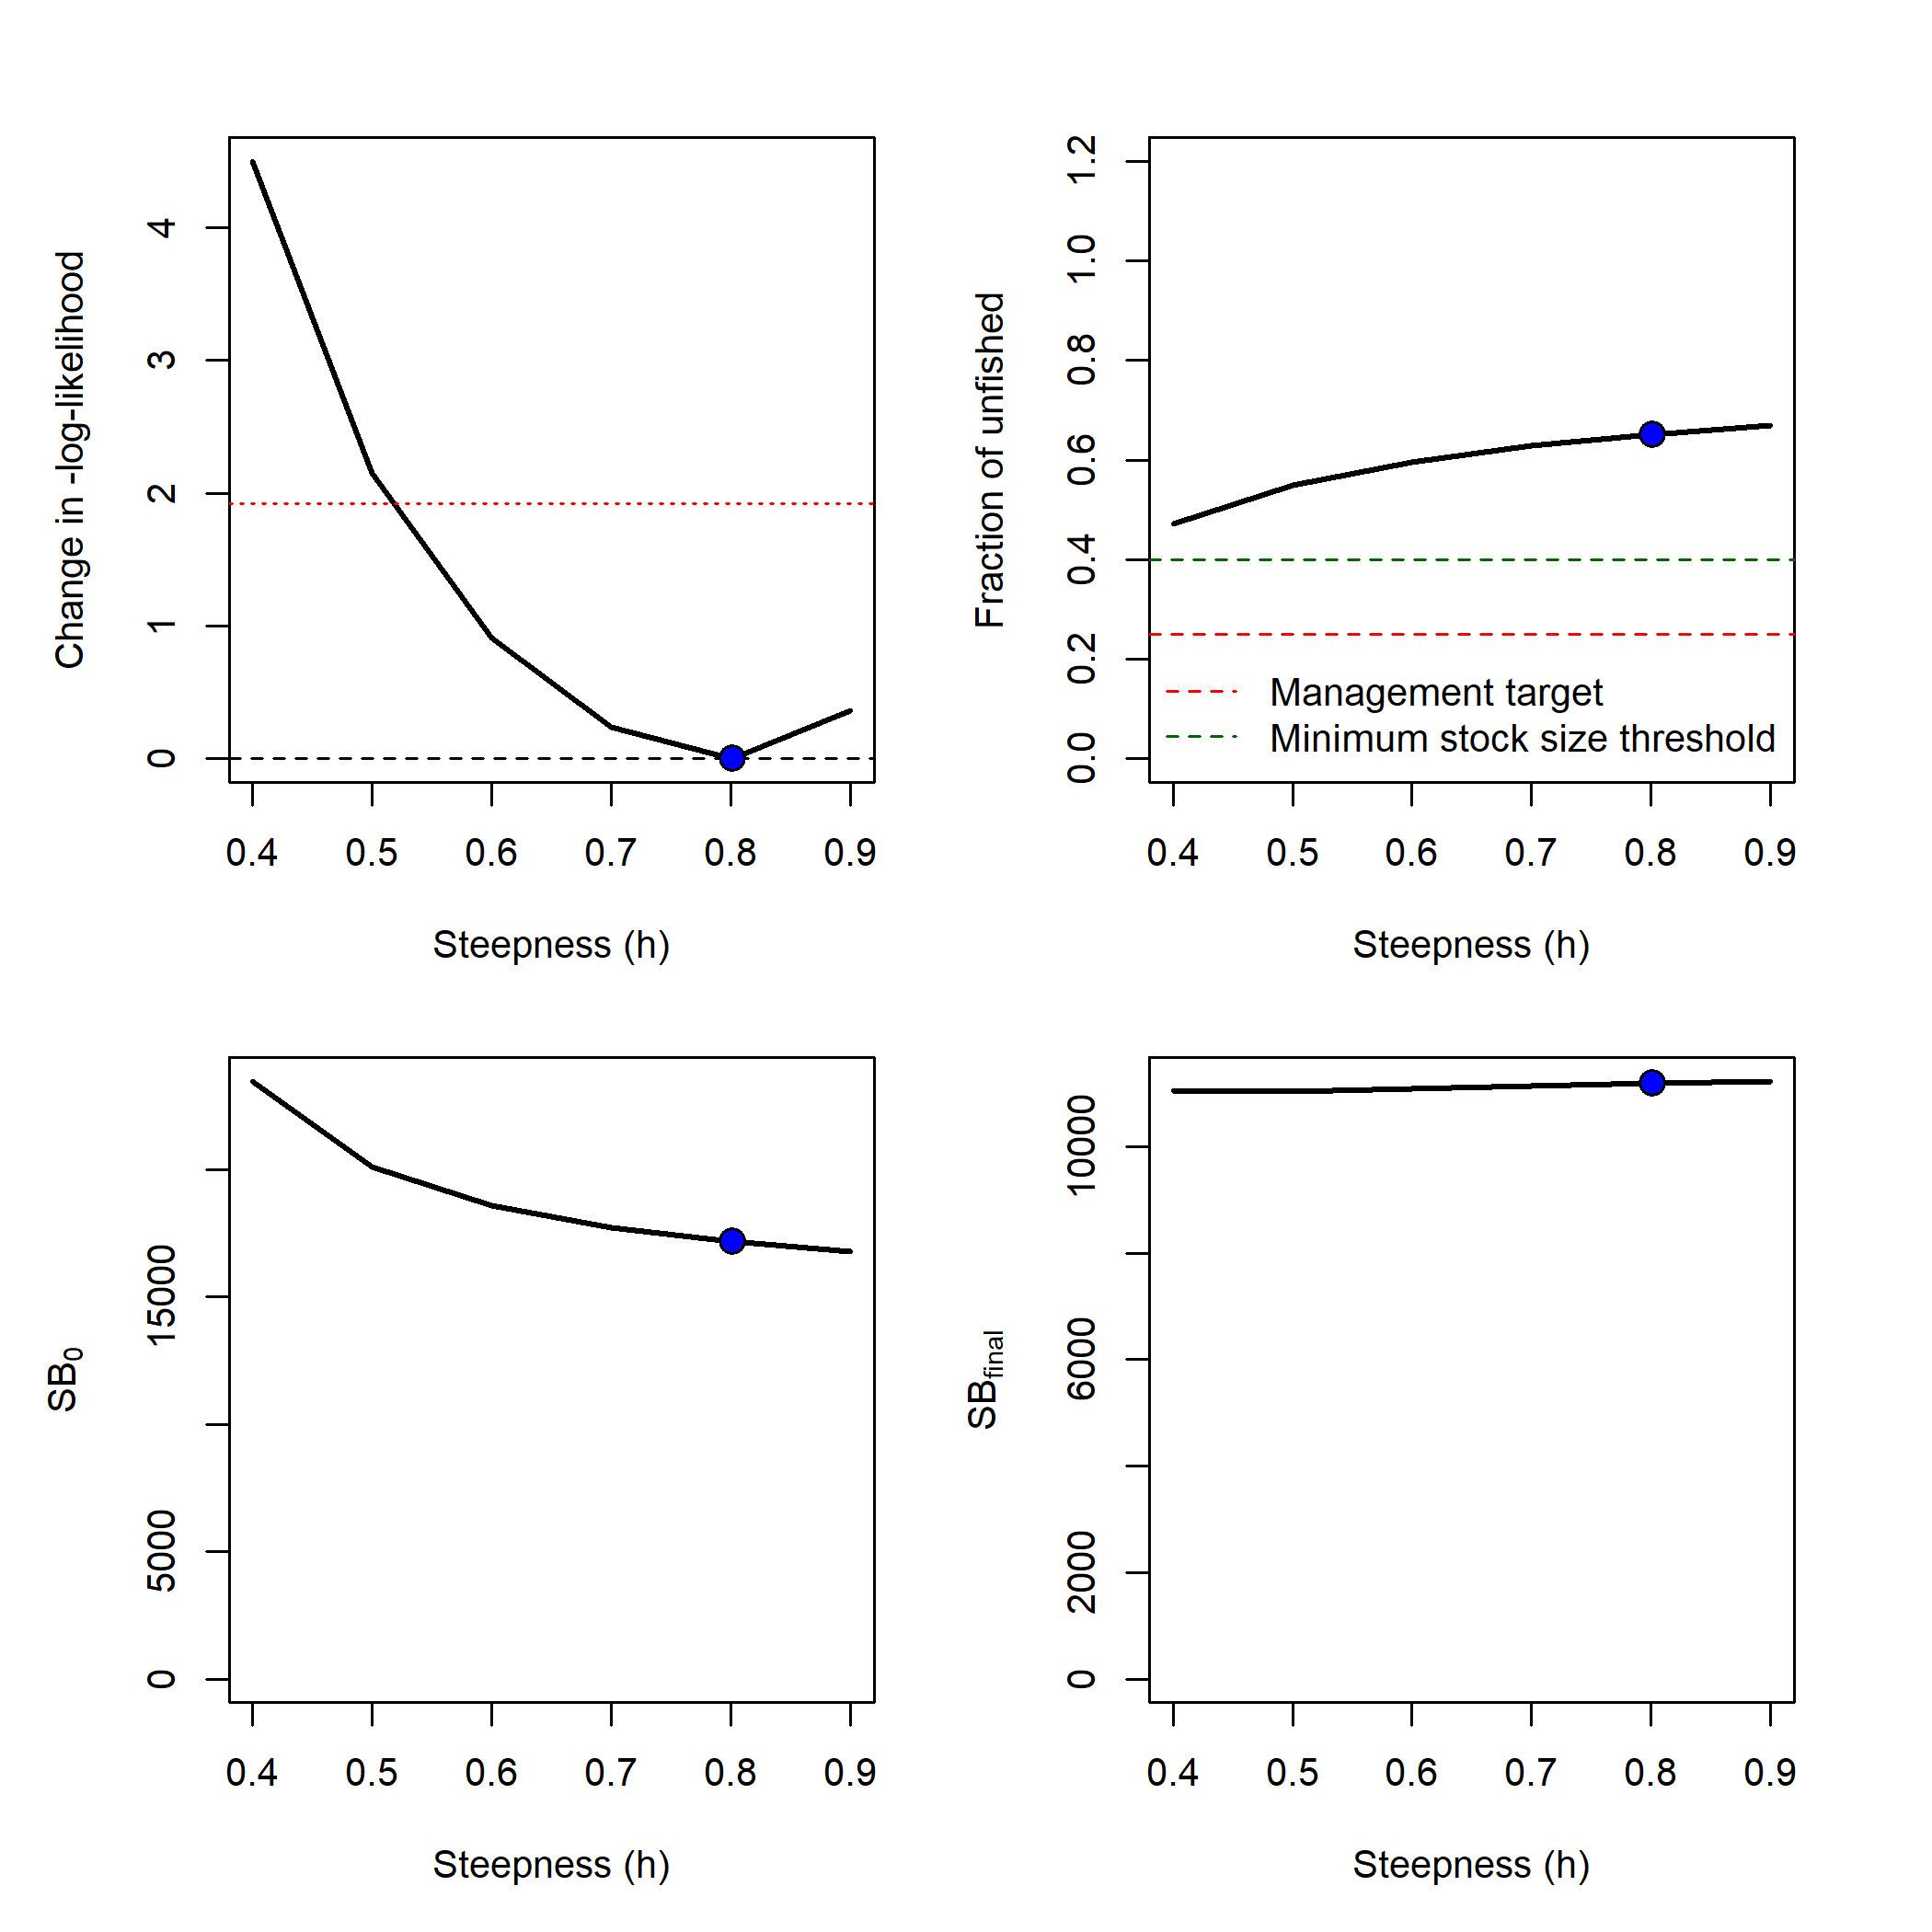 Change in -log-likelihood
0 1 2 3 4
0.4 0.5 0.6 0.7 0.8 0.9
Steepness (h)
Fraction of unfished
0.0 0.2 0.4 0.6 0.8 1.0 1.2
Management target
Minimum stock size threshold
0.4 0.5 0.6 0.7 0.8 0.9
Steepness (h)
SB0
0 5000 15000
0.4 0.5 0.6 0.7 0.8 0.9
Steepness (h)
SBfinal
0 2000 6000 10000
0.4 0.5 0.6 0.7 0.8 0.9
Steepness (h)